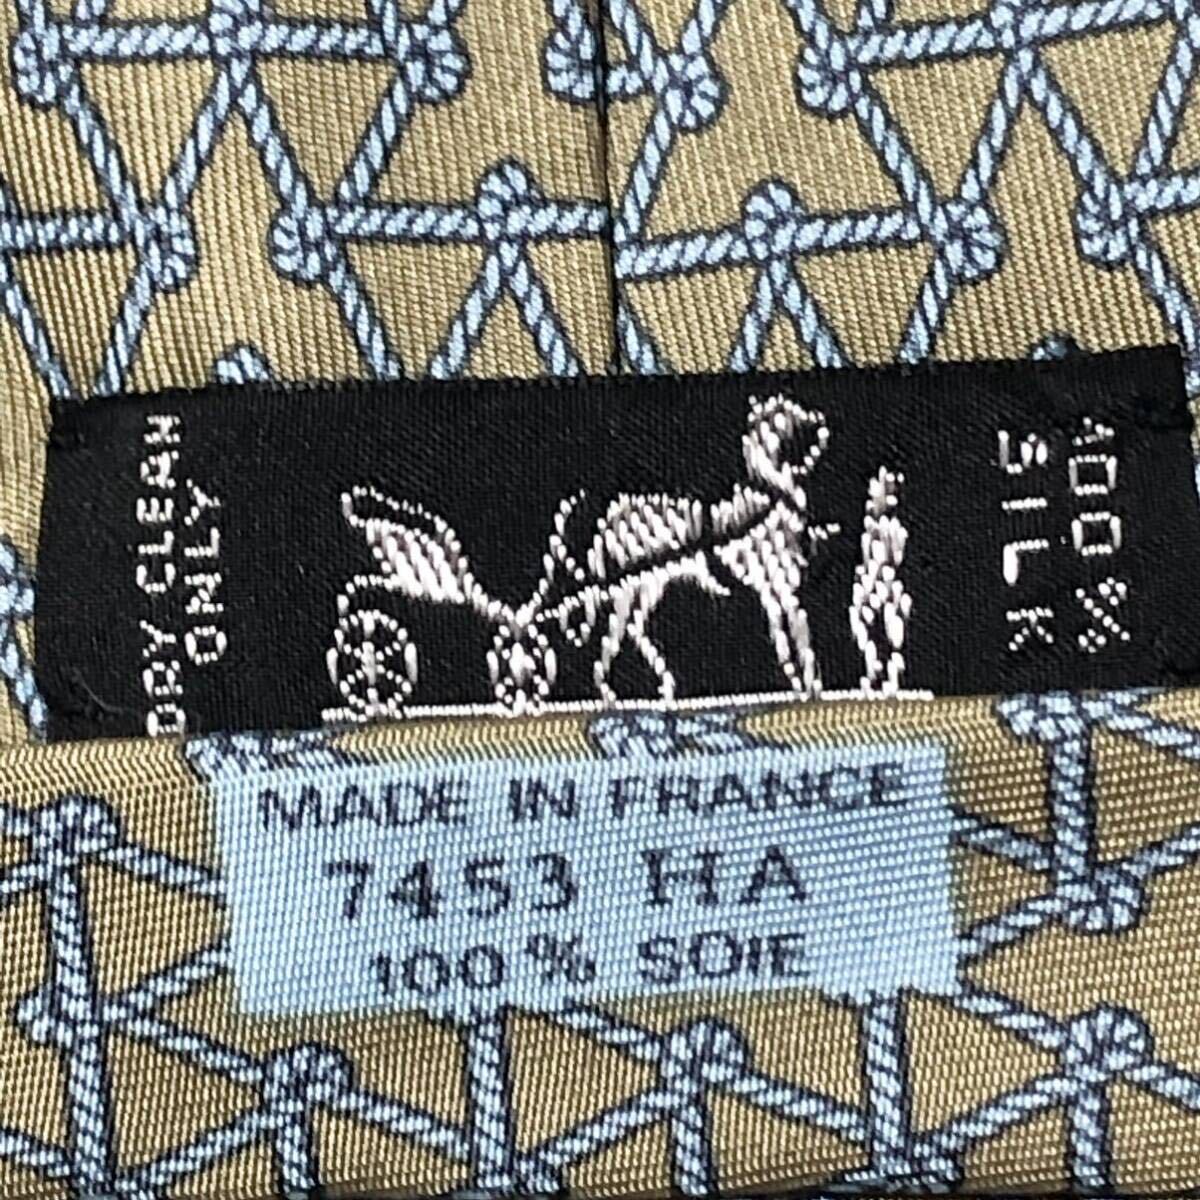 DRY CLEAN
ONLY
100%
SILK
MADE IN FRANCE
7453 HA
100% SOIE